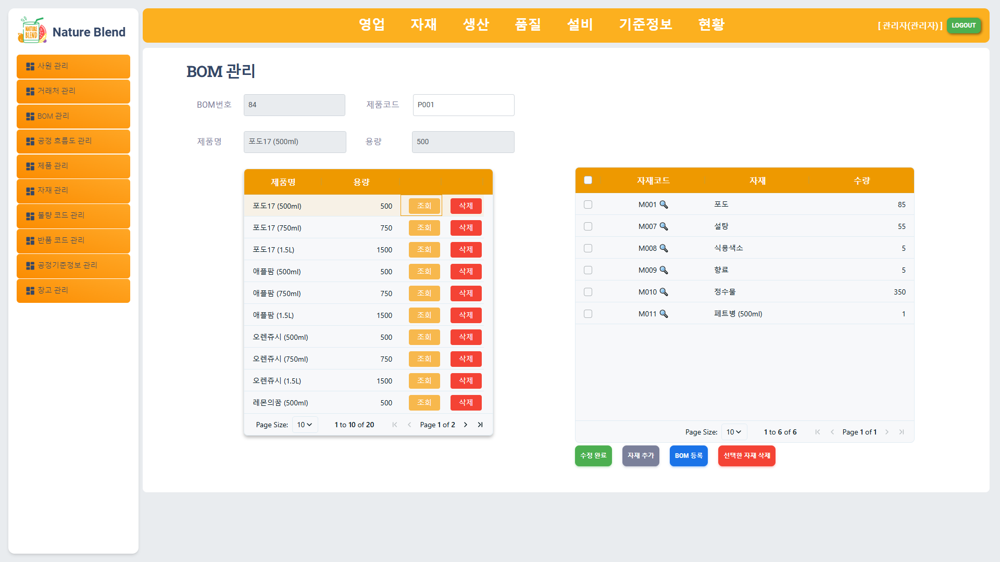 NATURE BLEND
Nature Blend
영업 자재 생산 품질 설비 기준정보 현황
[ 관리자(관리자) ] LOGOUT
사원 관리
거래처 관리
BOM 관리
공정 흐름도 관리
제품 관리
자재 관리
불량 코드 관리
반품 코드 관리
공정기준정보 관리
창고 관리
BOM 관리
BOM번호 84 제품코드 P001
제품명 포도17 (500ml) 용량 500
제품명 용량
포도17 (500ml) 500 조회 삭제
포도17 (750ml) 750 조회 삭제
포도17 (1.5L) 1500 조회 삭제
애플팜 (500ml) 500 조회 삭제
애플팜 (750ml) 750 조회 삭제
애플팜 (1.5L) 1500 조회 삭제
오렌쥬시 (500ml) 500 조회 삭제
오렌쥬시 (750ml) 750 조회 삭제
오렌쥬시 (1.5L) 1500 조회 삭제
레몬의꿈 (500ml) 500 조회 삭제
Page Size: 10 1 to 10 of 20 Page 1 of 2
자재코드 자재 수량
M001 포도 85
M007 설탕 55
M008 식용색소 5
M009 향료 5
M010 정수물 350
M011 페트병 (500ml) 1
Page Size: 10 1 to 6 of 6 Page 1 of 1
수정 완료 자재 추가 BOM 등록 선택한 자재 삭제